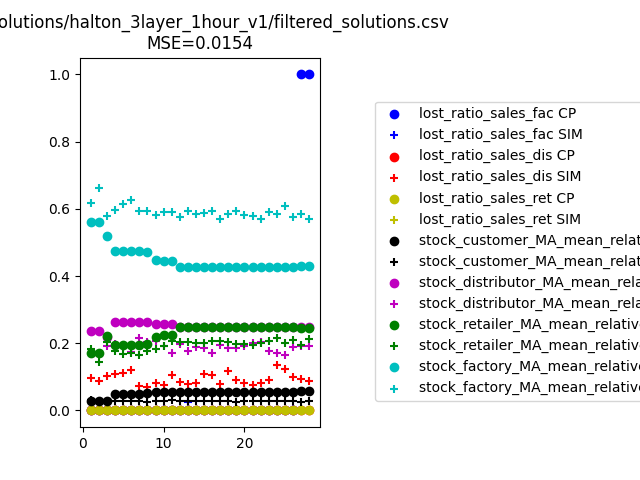 olutions/halton_3layer_1hour_v1/filtered_solutions.csv
MSE=0.0154
1.0
0.8
0.6
0.4
0.2
0.0
0
10
20
lost_ratio_sales_fac CP
lost_ratio_sales_fac SIM
lost_ratio_sales_dis CP
lost_ratio_sales_dis SIM
lost_ratio_sales_ret CP
lost_ratio_sales_ret SIM
stock_customer_MA_mean_relat
stock_customer_MA_mean_relat
stock_distributor_MA_mean_rela
stock_distributor_MA_mean_rela
stock_retailer_MA_mean_relative
stock_retailer_MA_mean_relative
stock_factory_MA_mean_relative
stock_factory_MA_mean_relative